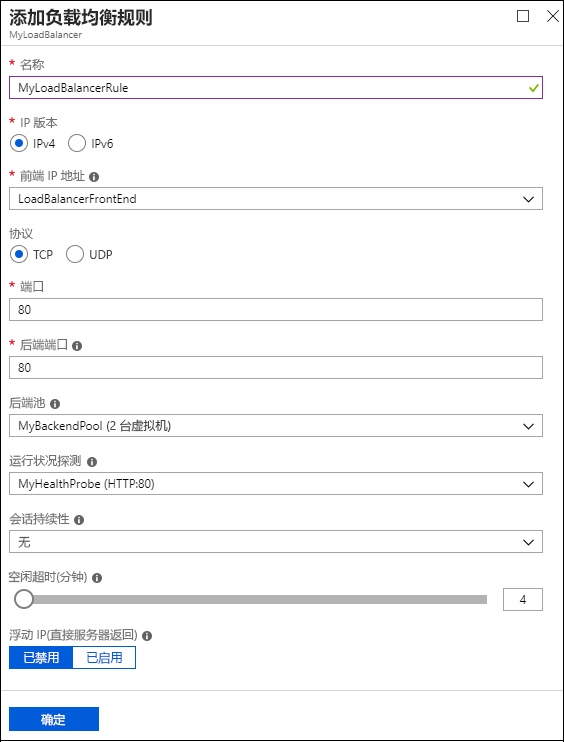 添加负载均衡规则
MyLoadBalancer
* 名称
MyLoadBalancerRule
* IP 版本
IPv4 IPv6
* 前端 IP 地址
LoadBalancerFrontEnd
协议
TCP UDP
* 端口
80
* 后端端口
80
后端池
MyBackendPool (2 台虚拟机)
运行状况探测
MyHealthProbe (HTTP:80)
会话持续性
无
空闲超时(分钟)
4
浮动 IP(直接服务器返回)
已禁用 已启用
确定